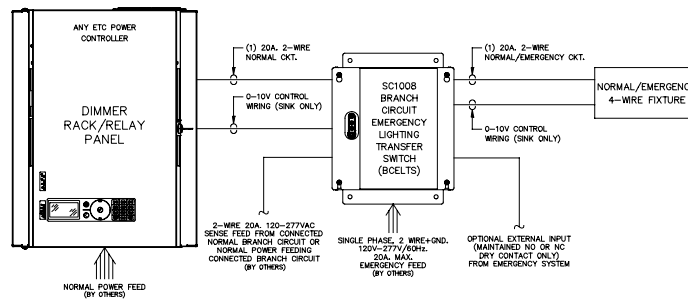 ANY ETC POWER
CONTROLLER
DIMMER
RACK/RELAY
PANEL
NORMAL POWER FEED
(BY OTHERS)
(1) 20A. 2-WIRE
NORMAL CKT.
0-10V CONTROL
WIRING (SINK ONLY)
2-WIRE 20A. 120-277VAC
SENSE FEED FROM CONNECTED
NORMAL BRANCH CIRCUIT OR
NORMAL POWER FEEDING
CONNECTED BRANCH CIRCUIT
(BY OTHERS)
SC1008
BRANCH
CIRCUIT
EMERGENCY
LIGHTING
TRANSFER
SWITCH
(BCELTS)
SINGLE PHASE, 2 WIRE+GND.
120V-277V/60Hz.
20A. MAX.
EMERGENCY FEED
(BY OTHERS)
(1) 20A. 2-WIRE
NORMAL/EMERGENCY CKT.
0-10V CONTROL
WIRING (SINK ONLY)
OPTIONAL EXTERNAL INPUT
(MAINTAINED NO OR NC
DRY CONTACT ONLY)
FROM EMERGENCY SYSTEM
NORMAL/EMERGENC
4-WIRE FIXTURE